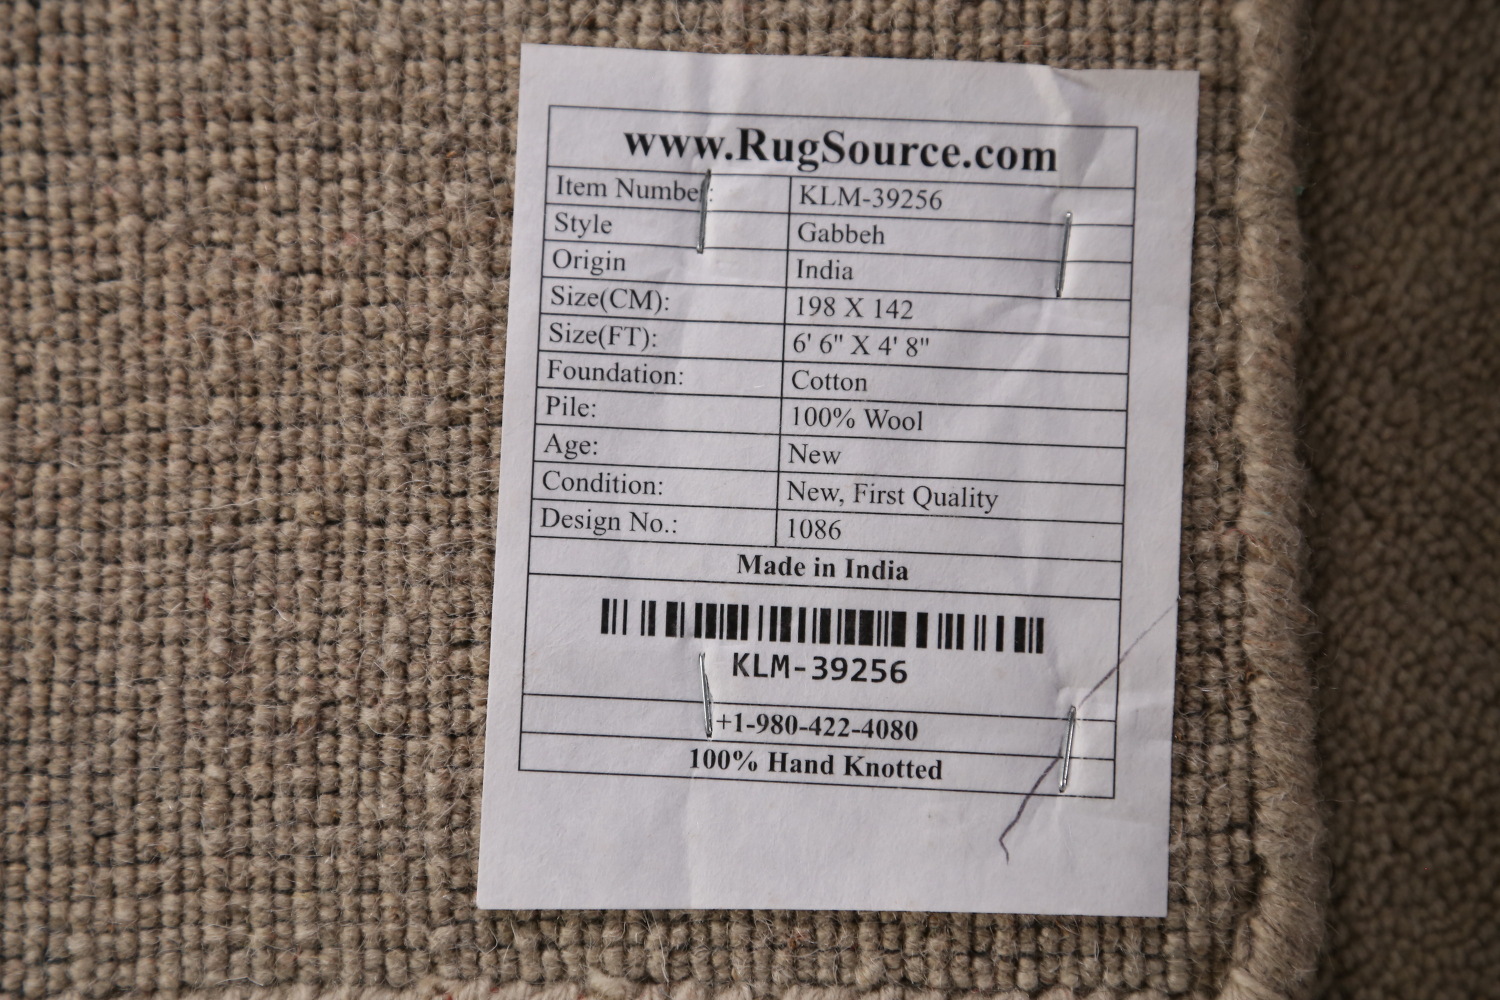 www.RugSource.com
Item Number: KLM-39256
Style Gabbeh
Origin India
Size(CM): 198 X 142
Size(FT): 6' 6" X 4' 8"
Foundation: Cotton
Pile: 100% Wool
Age: New
Condition: New, First Quality
Design No.: 1086
Made in India
KLM-39256
+1-980-422-4080
100% Hand Knotted